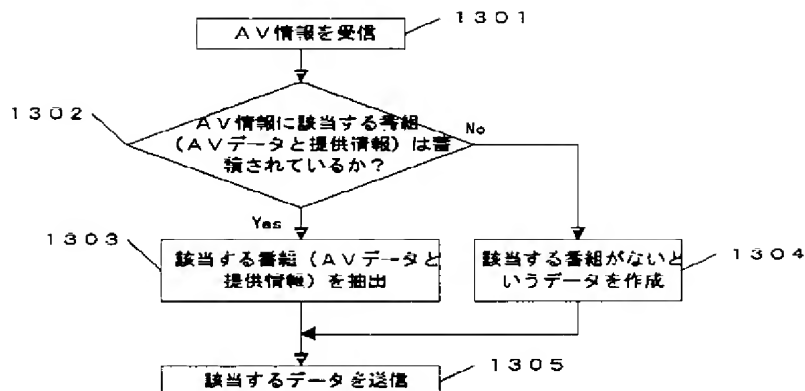 AV情報を受信
1301
1302
AV情報に該当する番組
(AVデータと提供情報)は蓄
積されているか?
No
Yes
1303
該当する番組(AVデータと
提供情報)を抽出
該当する番組がないと
いうデータを作成
1304
1305
該当するデータを送信